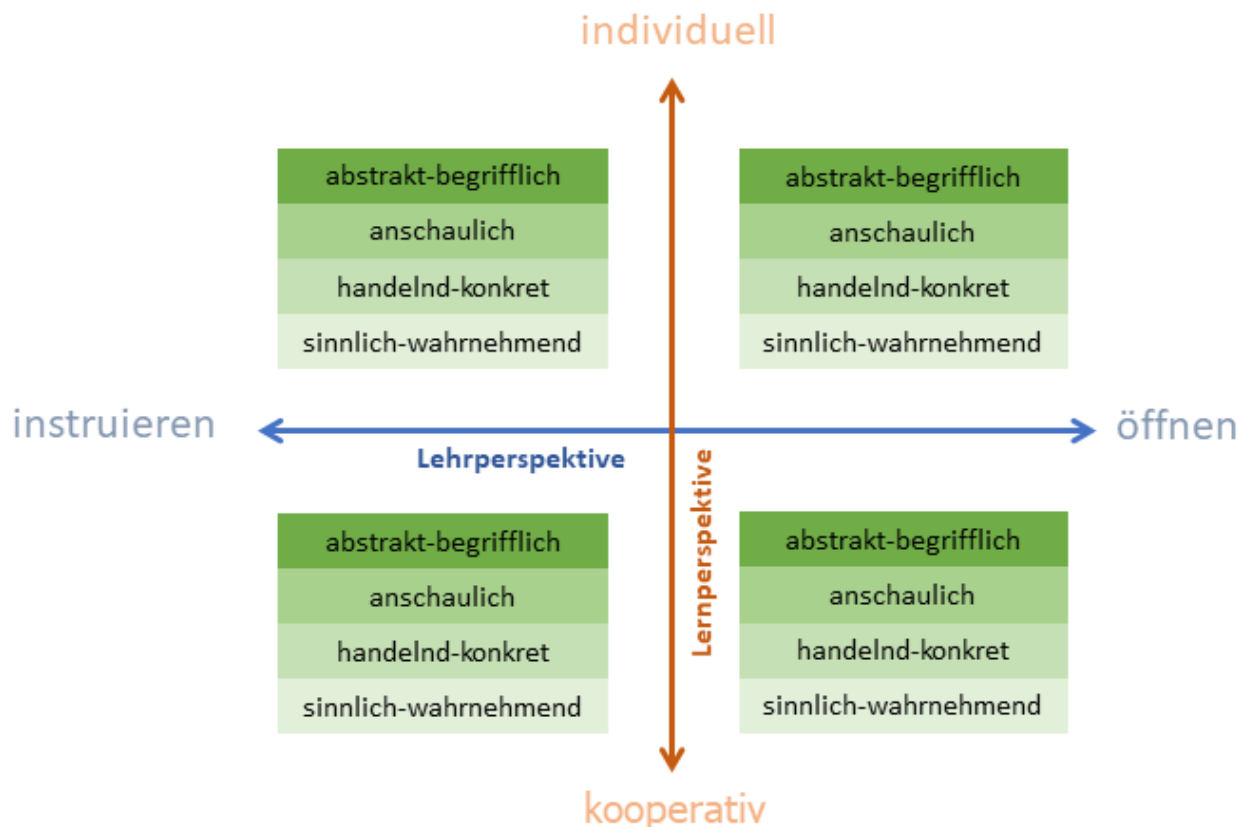 individuell
abstrakt-begrifflich
anschaulich
handelnd-konkret
sinnlich-wahrnehmend
abstrakt-begrifflich
anschaulich
handelnd-konkret
sinnlich-wahrnehmend
instruieren
öffnen
Lehrperspektive
Lernperspektive
abstrakt-begrifflich
anschaulich
handelnd-konkret
sinnlich-wahrnehmend
abstrakt-begrifflich
anschaulich
handelnd-konkret
sinnlich-wahrnehmend
kooperativ